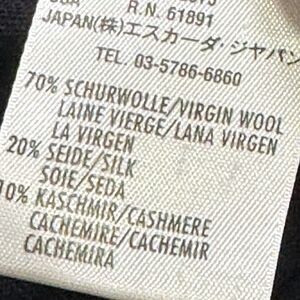 R.N. 61891
JAPAN(株)エスカーダ・ジャパン
TEL. 03-5786-6860
70% SCHURWOLLE/VIRGIN WOOL
LAINE VIERGE/LANA VIRGEN
LA VIRGEN
20% SEIDE/SILK
SOIE/SEDA
10% KASCHMIR/CASHMERE
CACHEMIRE/CACHEMIR
CACHEMIRA